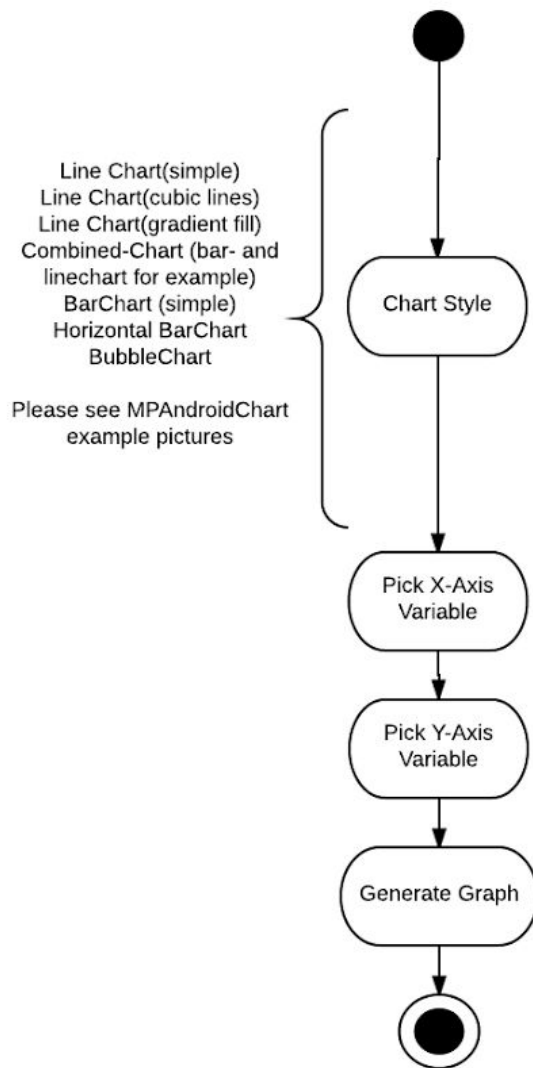 Line Chart(simple)
Line Chart(cubic lines)
Line Chart(gradient fill)
Combined-Chart (bar- and
linechart for example)
BarChart (simple)
Horizontal BarChart
BubbleChart
Please see MPAndroidChart
example pictures
Chart Style
Pick X-Axis
Variable
Pick Y-Axis
Variable
Generate Graph